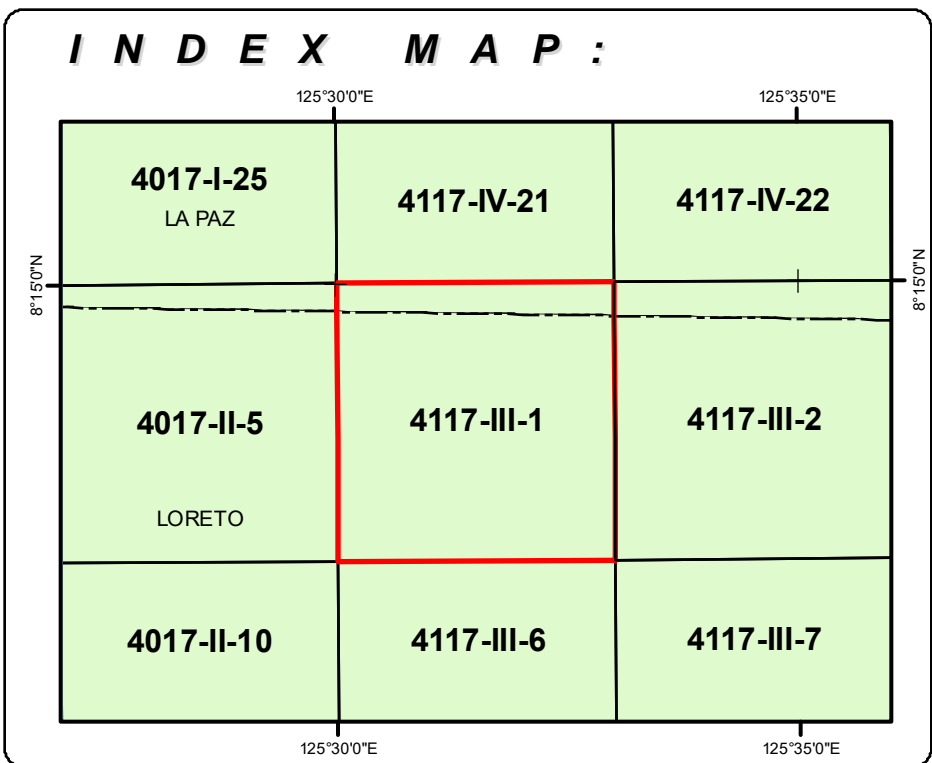 INDEX MAP:
125°30'0"E
125°35'0"E
4017-I-25
LA PAZ
4117-IV-21
4117-IV-22
8°15'0"N
8°15'0"N
4017-II-5
4117-III-1
4117-III-2
LORETO
4017-II-10
4117-III-6
4117-III-7
125°30'0"E
125°35'0"E